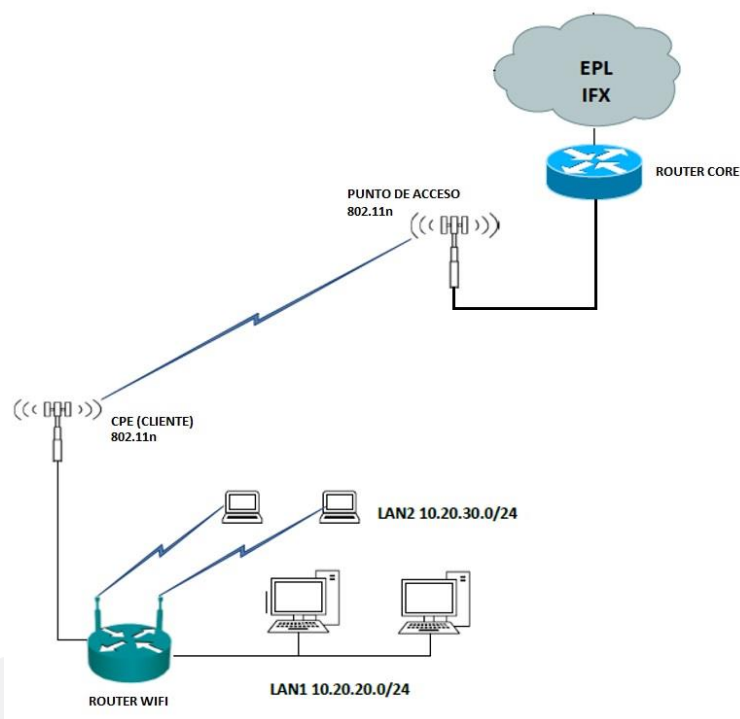 EPL
IFX
ROUTER CORE
PUNTO DE ACCESO
802.11n
CPE (CLIENTE)
802.11n
LAN2 10.20.30.0/24
LAN1 10.20.20.0/24
ROUTER WIFI